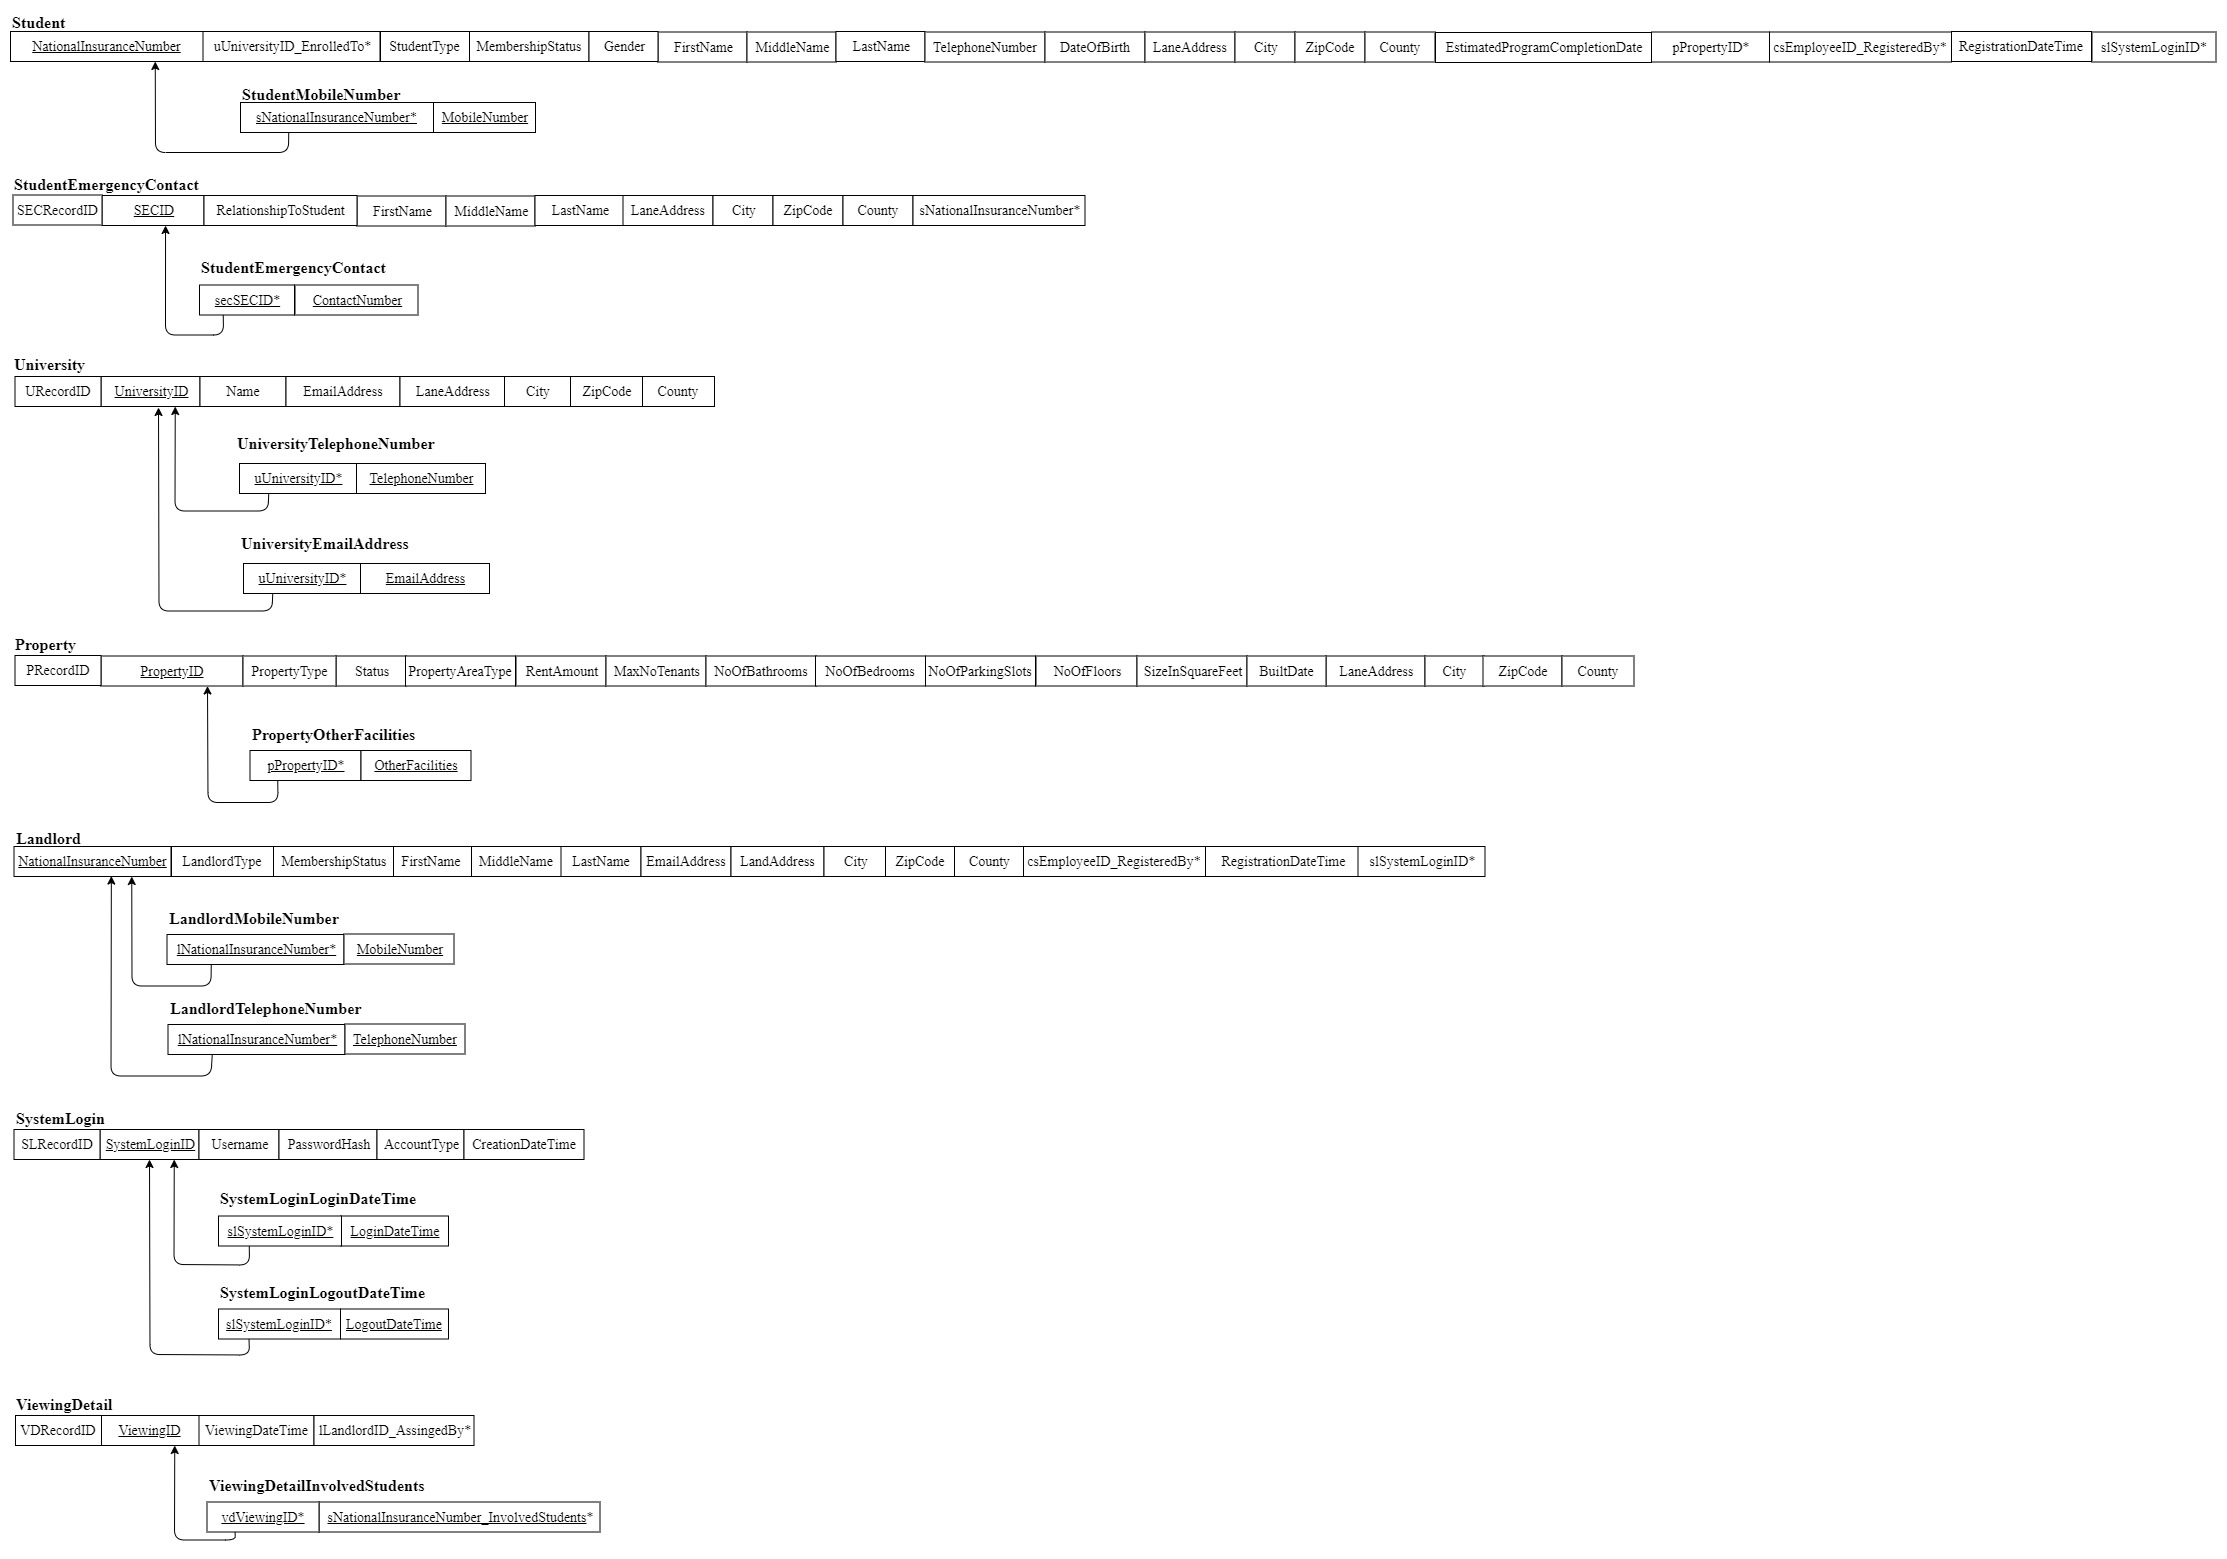 Student
NationalInsuranceNumber uUniversityID_EnrolledTo* StudentType MembershipStatus Gender FirstName MiddleName LastName TelephoneNumber DateOfBirth LaneAddress City ZipCode County EstimatedProgramCompletionDate pPropertyID* csEmployeeID_RegisteredBy* RegistrationDateTime slSystemLoginID*
StudentMobileNumber
sNationalInsuranceNumber* MobileNumber
StudentEmergencyContact
SECRecordID SECID RelationshipToStudent FirstName MiddleName LastName LaneAddress City ZipCode County sNationalInsuranceNumber*
StudentEmergencyContact
secSECID* ContactNumber
University
URecordID UniversityID Name EmailAddress LaneAddress City ZipCode County
UniversityTelephoneNumber
uUniversityID* TelephoneNumber
UniversityEmailAddress
uUniversityID* EmailAddress
Property
PRecordID PropertyID PropertyType Status PropertyAreaType RentAmount MaxNoTenants NoOfBathrooms NoOfBedrooms NoOfParkingSlots NoOfFloors SizeInSquareFeet BuiltDate LaneAddress City ZipCode County
PropertyOtherFacilities
pPropertyID* OtherFacilities
Landlord
NationalInsuranceNumber LandlordType MembershipStatus FirstName MiddleName LastName EmailAddress LandAddress City ZipCode County csEmployeeID_RegisteredBy* RegistrationDateTime slSystemLoginID*
LandlordMobileNumber
lNationalInsuranceNumber* MobileNumber
LandlordTelephoneNumber
lNationalInsuranceNumber* TelephoneNumber
SystemLogin
SLRecordID SystemLoginID Username PasswordHash AccountType CreationDateTime
SystemLoginLoginDateTime
slSystemLoginID* LoginDateTime
SystemLoginLogoutDateTime
slSystemLoginID* LogoutDateTime
ViewingDetail
VDRecordID ViewingID ViewingDateTime lLandlordID_AssingedBy*
ViewingDetailInvolvedStudents
vdViewingID* sNationalInsuranceNumber_InvolvedStudents*